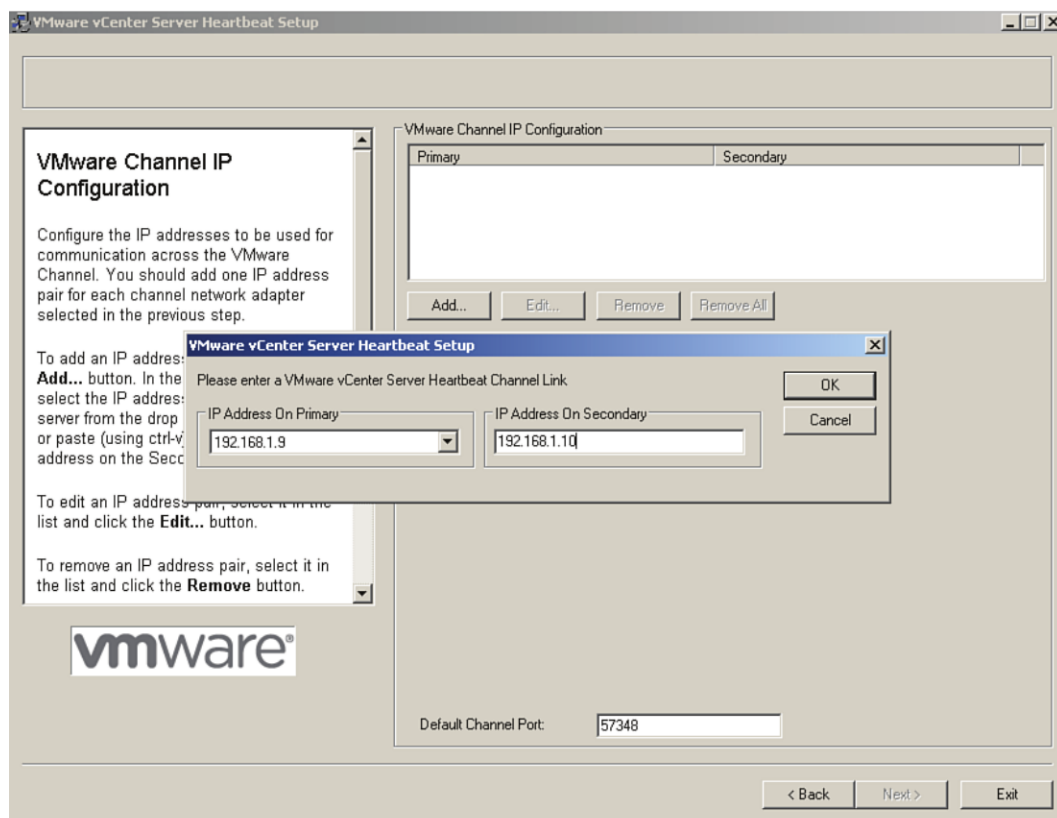 VMware vCenter Server Heartbeat Setup
VMware Channel IP
Configuration
Configure the IP addresses to be used for
communication across the VMware
Channel. You should add one IP address
pair for each channel network adapter
selected in the previous step.
To add an IP address
Add... button. In the
select the IP address
server from the drop
or paste (using ctrl-v)
address on the Seco
To edit an IP address pair, select it in the
list and click the Edit... button.
To remove an IP address pair, select it in
the list and click the Remove button.
vmware®
VMware Channel IP Configuration
Primary Secondary
Add... Edit... Remove Remove All
VMware vCenter Server Heartbeat Setup
Please enter a VMware vCenter Server Heartbeat Channel Link
IP Address On Primary IP Address On Secondary
192.168.1.9 192.168.1.10
OK
Cancel
Default Channel Port: 57348
< Back Next > Exit